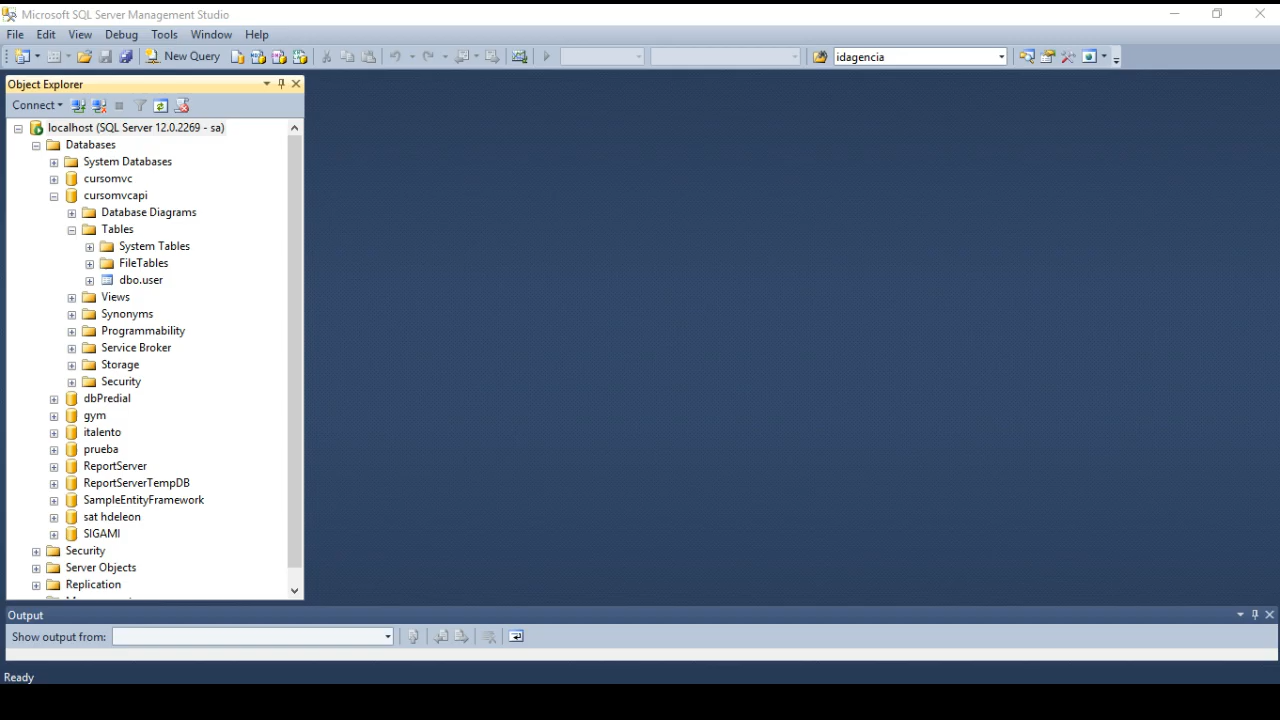 Microsoft SQL Server Management Studio
File Edit View Debug Tools Window Help
New Query idagencia
Object Explorer
Connect
localhost (SQL Server 12.0.2269 - sa)
Databases
System Databases
cursomvc
cursomvcapi
Database Diagrams
Tables
System Tables
FileTables
dbo.user
Views
Synonyms
Programmability
Service Broker
Storage
Security
dbPredial
gym
italento
prueba
ReportServer
ReportServerTempDB
SampleEntityFramework
sat hdeleon
SIGAMI
Security
Server Objects
Replication
Output
Show output from:
Ready